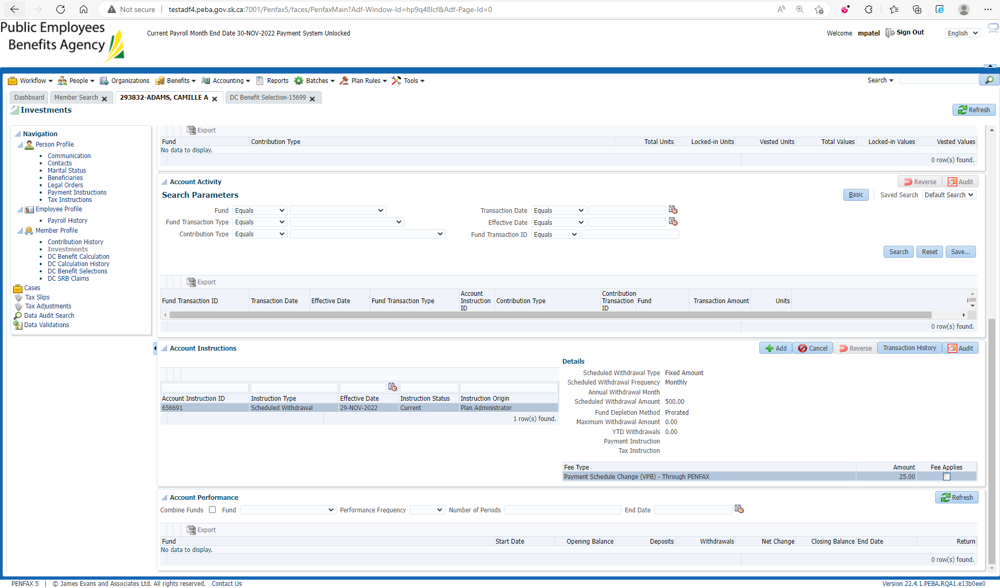 Not secure | testadf4.peba.gov.sk.ca:7001/Penfax5/faces/PenfaxMain?Adf-Window-Id=hp9q48lcf&Adf-Page-Id=0
Public Employees
Benefits Agency
Current Payroll Month End Date 30-NOV-2022 Payment System Unlocked
Welcome mpatel Sign Out English
Workflow People Organizations Benefits Accounting Reports Batches Plan Rules Tools Search
Dashboard Member Search 293832-ADAMS, CAMILLE A DC Benefit Selection-15699
Investments Refresh
Navigation
Person Profile
Communication
Contacts
Marital Status
Beneficiaries
Legal Orders
Payment Instructions
Tax Instructions
Employee Profile
Payroll History
Member Profile
Contribution History
Investments
DC Benefit Calculation
DC Calculation History
DC Benefit Selections
DC SRB Claims
Cases
Tax Slips
Tax Adjustments
Data Audit Search
Data Validations
Export
Fund Contribution Type Total Units Locked-in Units Vested Units Total Values Locked-in Values Vested Values
No data to display.
0 row(s) found.
Account Activity Reverse Audit
Search Parameters Basic Saved Search Default Search
Fund Equals Transaction Date Equals
Fund Transaction Type Equals Effective Date Equals
Contribution Type Equals Fund Transaction ID Equals
Search Reset Save...
Export
Fund Transaction ID Transaction Date Effective Date Fund Transaction Type Account Instruction ID Contribution Type Contribution Transaction ID Fund Transaction Amount Units
0 row(s) found.
Account Instructions Add Cancel Reverse Transaction History Audit
Account Instruction ID Instruction Type Effective Date Instruction Status Instruction Origin
656691 Scheduled Withdrawal 29-NOV-2022 Current Plan Administrator
1 row(s) found.
Details
Scheduled Withdrawal Type Fixed Amount
Scheduled Withdrawal Frequency Monthly
Annual Withdrawal Month
Scheduled Withdrawal Amount 500.00
Fund Depletion Method Prorated
Maximum Withdrawal Amount 0.00
YTD Withdrawals 0.00
Payment Instruction
Tax Instruction
Fee Type Amount Fee Applies
Payment Schedule Change (VPB) - Through PENFAX 25.00
Account Performance Refresh
Combine Funds Fund Performance Frequency Number of Periods End Date
Export
Fund Start Date Opening Balance Deposits Withdrawals Net Change Closing Balance End Date Return
No data to display.
0 row(s) found.
PENFAX 5 | © James Evans and Associates Ltd. All rights reserved. Contact Us Version 22.4.1.PEBA.RQA1.e13b0ee0